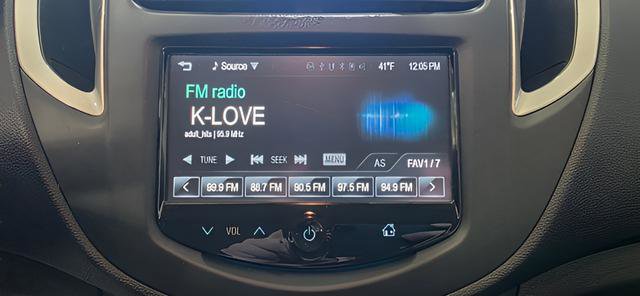 Source 41°F 12:05 PM
FM radio
K-LOVE
adult_hits | 95.9 MHz
TUNE SEEK MENU AS FAV1 / 7
99.9 FM 88.7 FM 90.5 FM 97.5 FM 94.9 FM
VOL